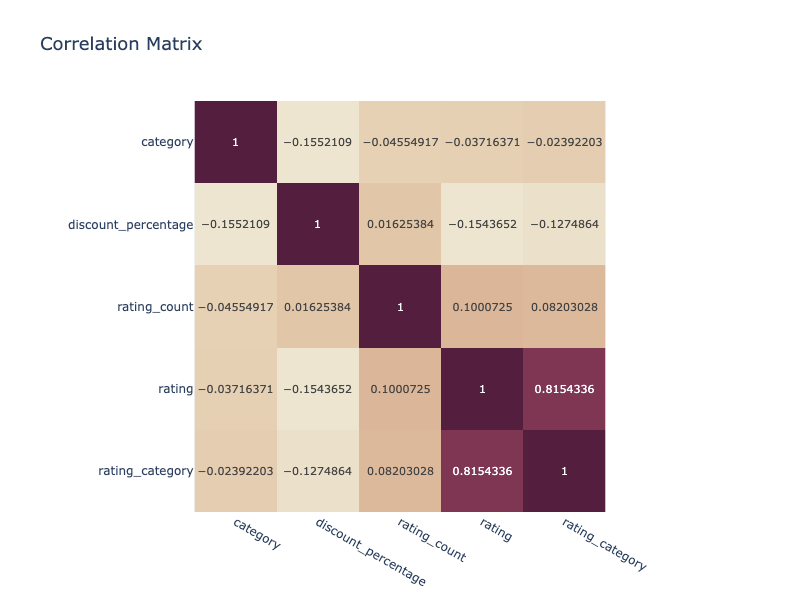 Correlation Matrix
category 1 −0.1552109 −0.04554917 −0.03716371 −0.02392203
discount_percentage −0.1552109 1 0.01625384 −0.1543652 −0.1274864
rating_count −0.04554917 0.01625384 1 0.1000725 0.08203028
rating −0.03716371 −0.1543652 0.1000725 1 0.8154336
rating_category −0.02392203 −0.1274864 0.08203028 0.8154336 1
category discount_percentage rating_count rating rating_category